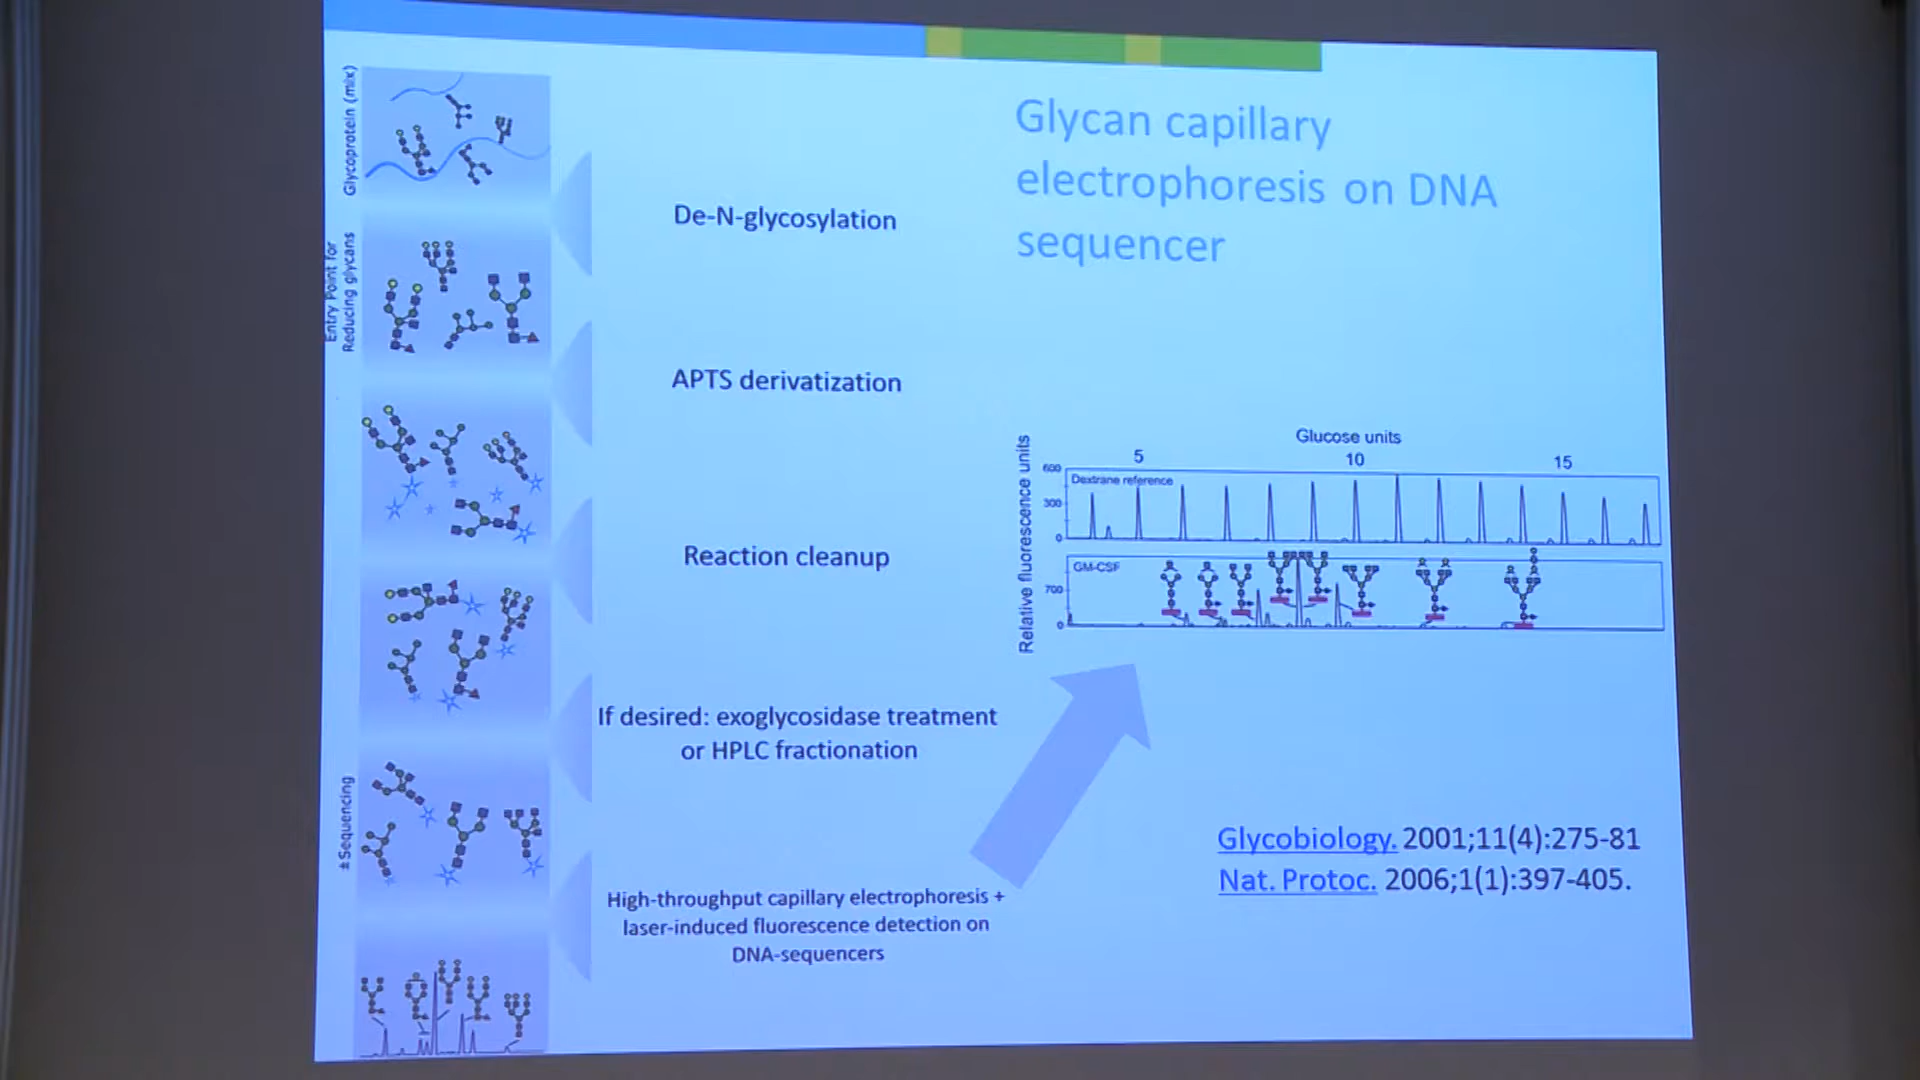 Glycan capillary
electrophoresis on DNA
sequencer
Glycoprotein (mix)
Entry Point for
Reducing glycans
±Sequencing
De-N-glycosylation
APTS derivatization
Reaction cleanup
If desired: exoglycosidase treatment
or HPLC fractionation
High-throughput capillary electrophoresis +
laser-induced fluorescence detection on
DNA-sequencers
Glucose units
5 10 15
Relative fluorescence units
600
Dextrane reference
300
0
GM-CSF
700
0
Glycobiology. 2001;11(4):275-81
Nat. Protoc. 2006;1(1):397-405.